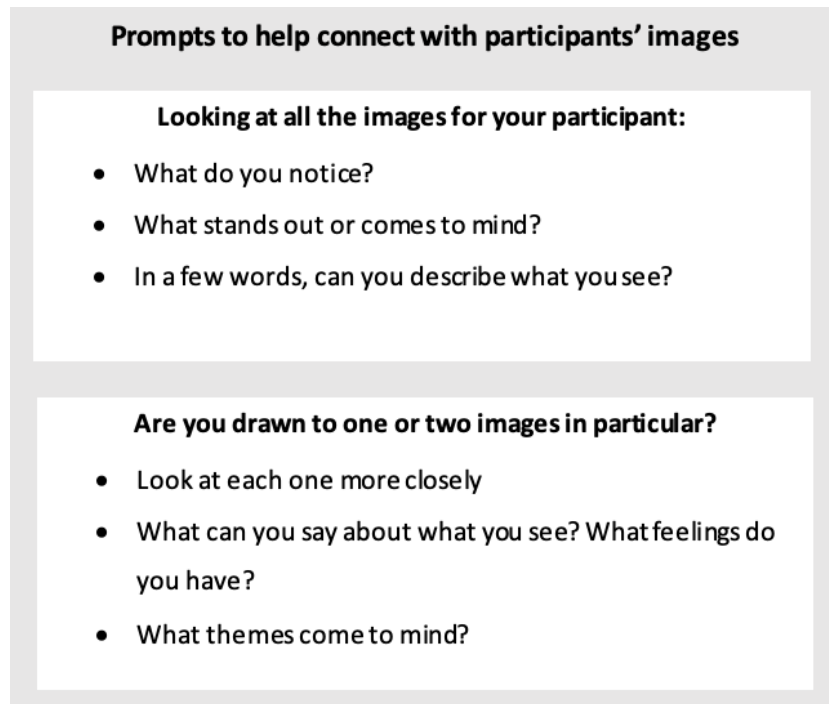 Prompts to help connect with participants’ images
Looking at all the images for your participant:
• What do you notice?
• What stands out or comes to mind?
• In a few words, can you describe what you see?
Are you drawn to one or two images in particular?
• Look at each one more closely
• What can you say about what you see? What feelings do
you have?
• What themes come to mind?